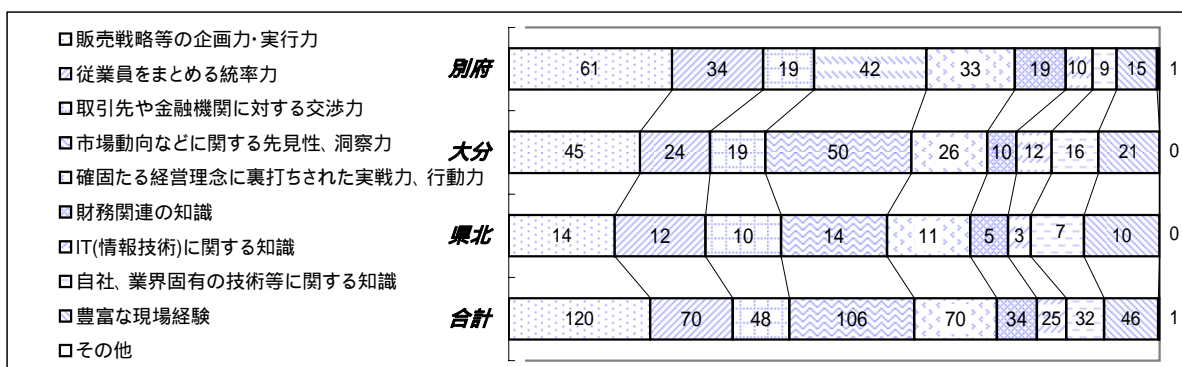 販売戦略等の企画力・実行力
従業員をまとめる統率力
取引先や金融機関に対する交渉力
市場動向などに関する先見性、洞察力
確固たる経営理念に裏打ちされた実戦力、行動力
財務関連の知識
IT(情報技術)に関する知識
自社、業界固有の技術等に関する知識
豊富な現場経験
その他
別府 61 34 19 42 33 19 10 9 15 1
大分 45 24 19 50 26 10 12 16 21 0
県北 14 12 10 14 11 5 3 7 10 0
合計 120 70 48 106 70 34 25 32 46 1